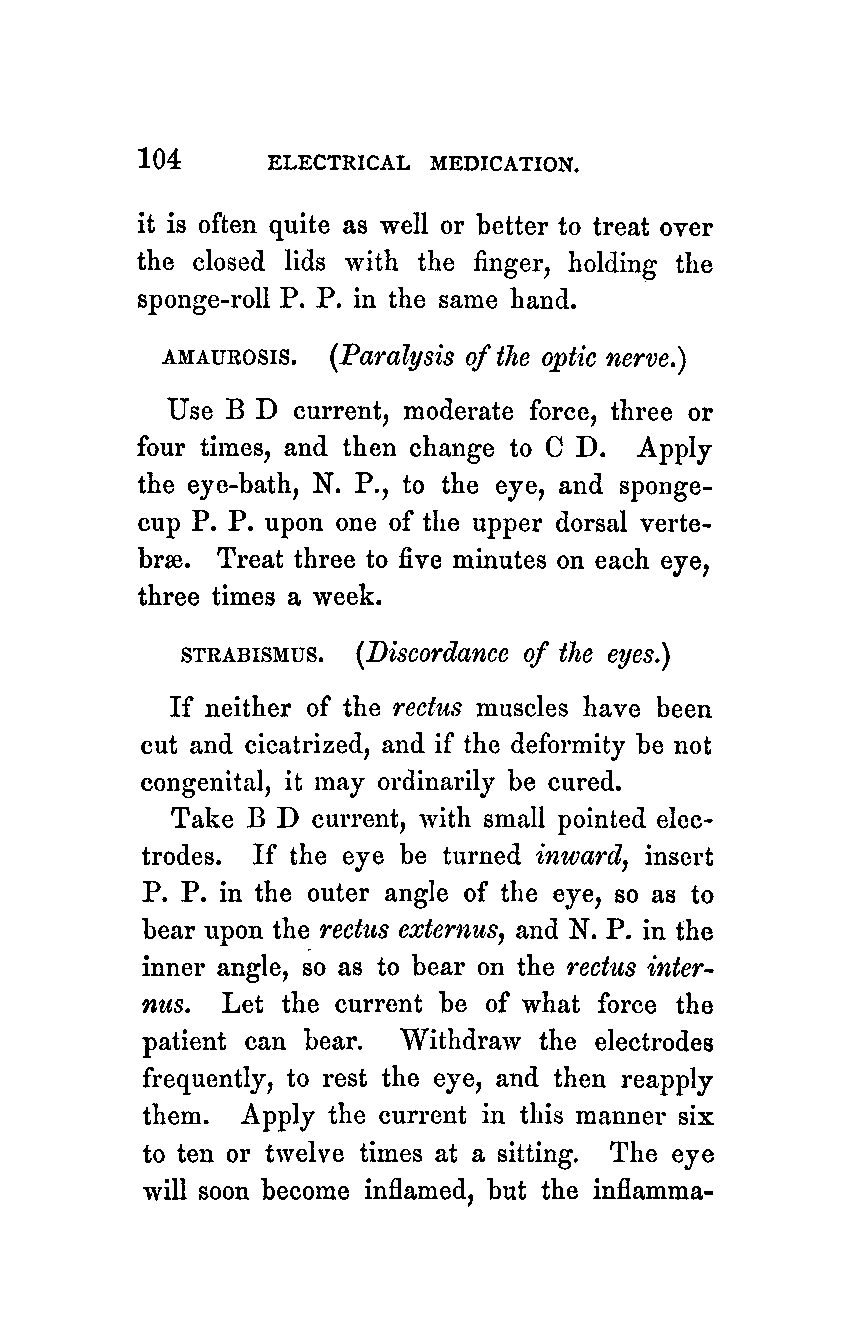 104 ELECTRICAL MEDICATION.
it is often quite as well or better to treat over
the closed lids with the finger, holding the
sponge-roll P. P. in the same hand.
AMAUROSIS. (Paralysis of the optic nerve.)
Use B D current, moderate force, three or
four times, and then change to C D. Apply
the eye-bath, N. P., to the eye, and sponge-
cup P. P. upon one of the upper dorsal verte-
bræ. Treat three to five minutes on each eye,
three times a week.
STRABISMUS. (Discordance of the eyes.)
If neither of the rectus muscles have been
cut and cicatrized, and if the deformity be not
congenital, it may ordinarily be cured.
Take B D current, with small pointed elec-
trodes. If the eye be turned inward, insert
P. P. in the outer angle of the eye, so as to
bear upon the rectus externus, and N. P. in the
inner angle, so as to bear on the rectus inter-
nus. Let the current be of what force the
patient can bear. Withdraw the electrodes
frequently, to rest the eye, and then reapply
them. Apply the current in this manner six
to ten or twelve times at a sitting. The eye
will soon become inflamed, but the inflamma-